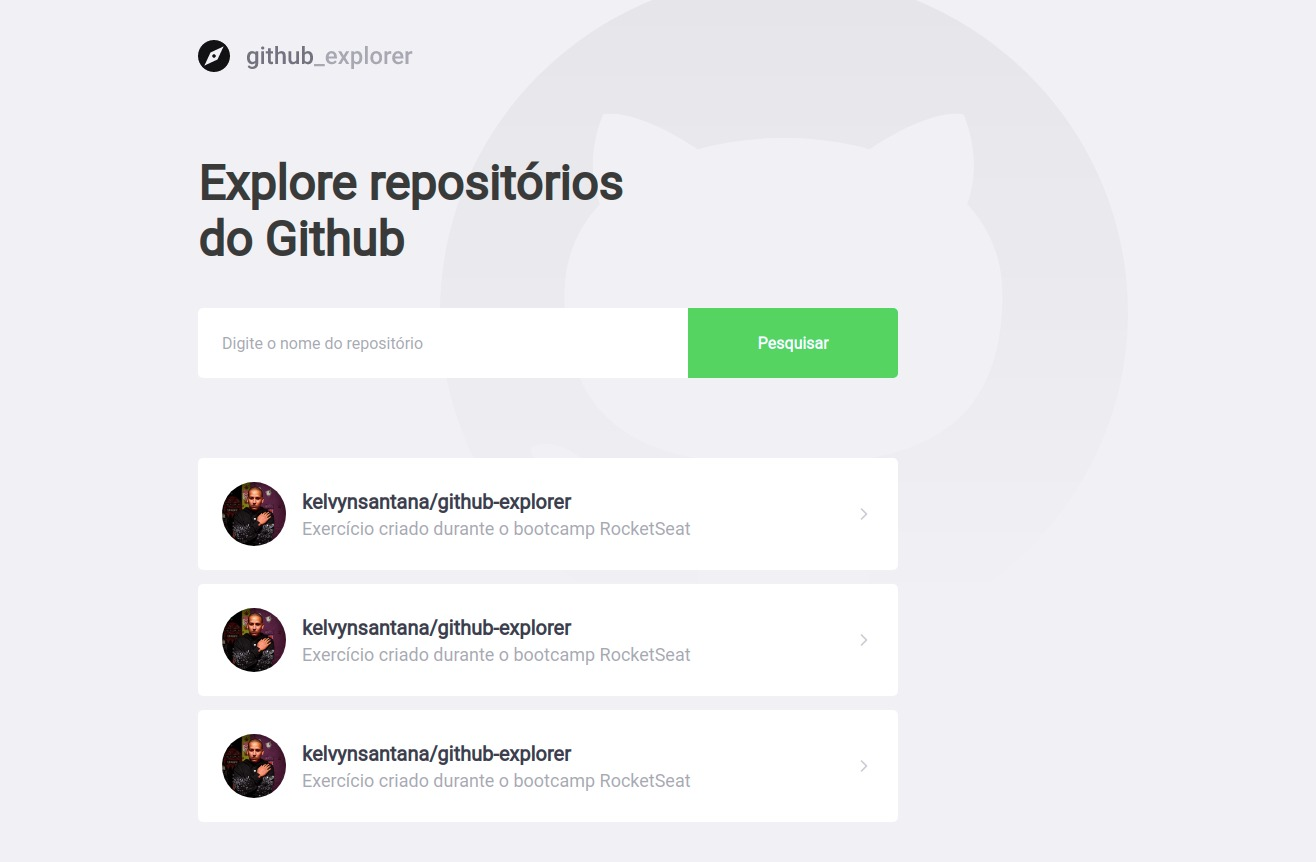 github_explorer
Explore repositórios
do Github
Digite o nome do repositório
Pesquisar
kelvynsantana/github-explorer
Exercício criado durante o bootcamp RocketSeat
kelvynsantana/github-explorer
Exercício criado durante o bootcamp RocketSeat
kelvynsantana/github-explorer
Exercício criado durante o bootcamp RocketSeat